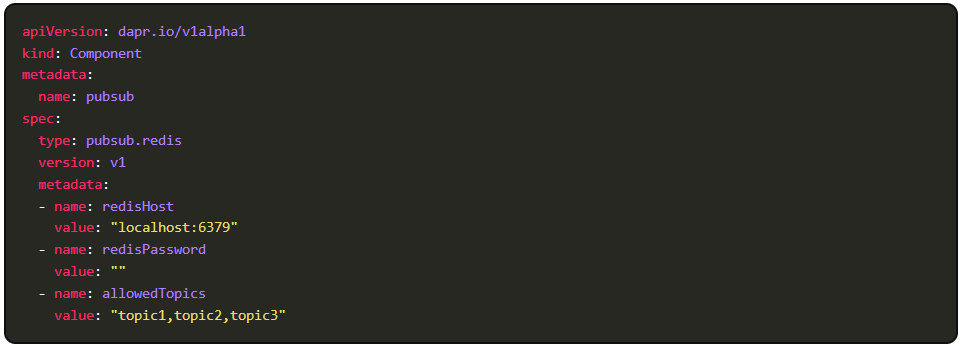 apiVersion: dapr.io/v1alpha1
kind: Component
metadata:
  name: pubsub
spec:
  type: pubsub.redis
  version: v1
  metadata:
  - name: redisHost
    value: "localhost:6379"
  - name: redisPassword
    value: ""
  - name: allowedTopics
    value: "topic1,topic2,topic3"